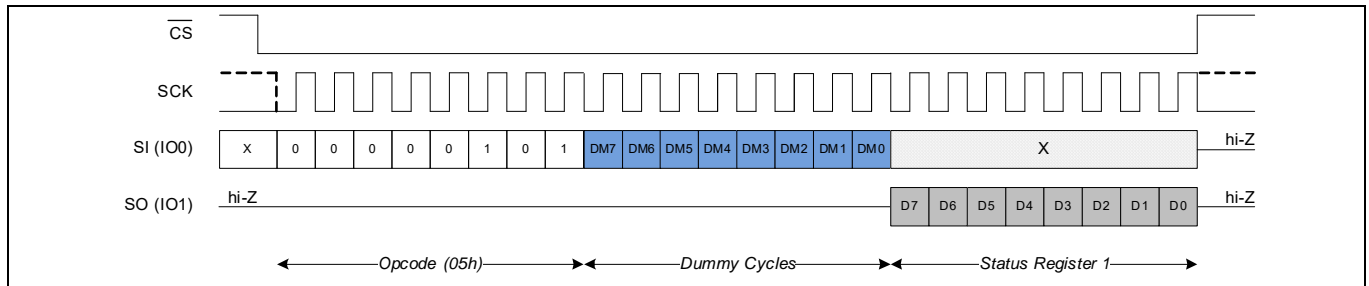 CS
SCK
SI (IO0) X 0 0 0 0 0 1 0 1 DM7 DM6 DM5 DM4 DM3 DM2 DM1 DM0 X hi-Z
SO (IO1) hi-Z D7 D6 D5 D4 D3 D2 D1 D0 hi-Z
Opcode (05h) Dummy Cycles Status Register 1